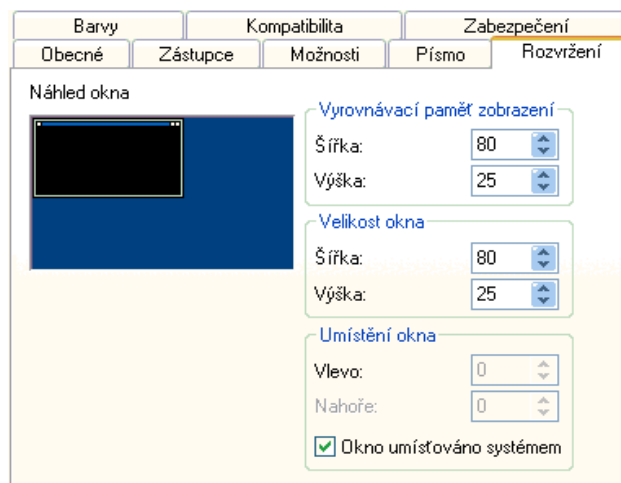 Barvy Kompatibilita Zabezpečení
Obecné Zástupce Možnosti Písmo Rozvržení
Náhled okna
Vyrovnávací paměť zobrazení
Šířka: 80
Výška: 25
Velikost okna
Šířka: 80
Výška: 25
Umístění okna
Vlevo: 0
Nahoře: 0
Okno umísťováno systémem